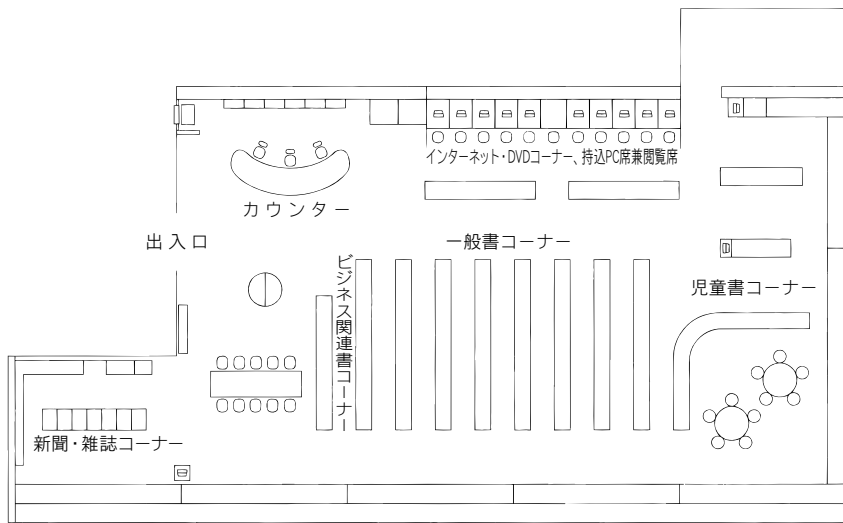 インターネット・DVDコーナー、持込PC席兼閲覧席
カウンター
出入口
一般書コーナー
ビジネス関連書コーナー
児童書コーナー
新聞・雑誌コーナー